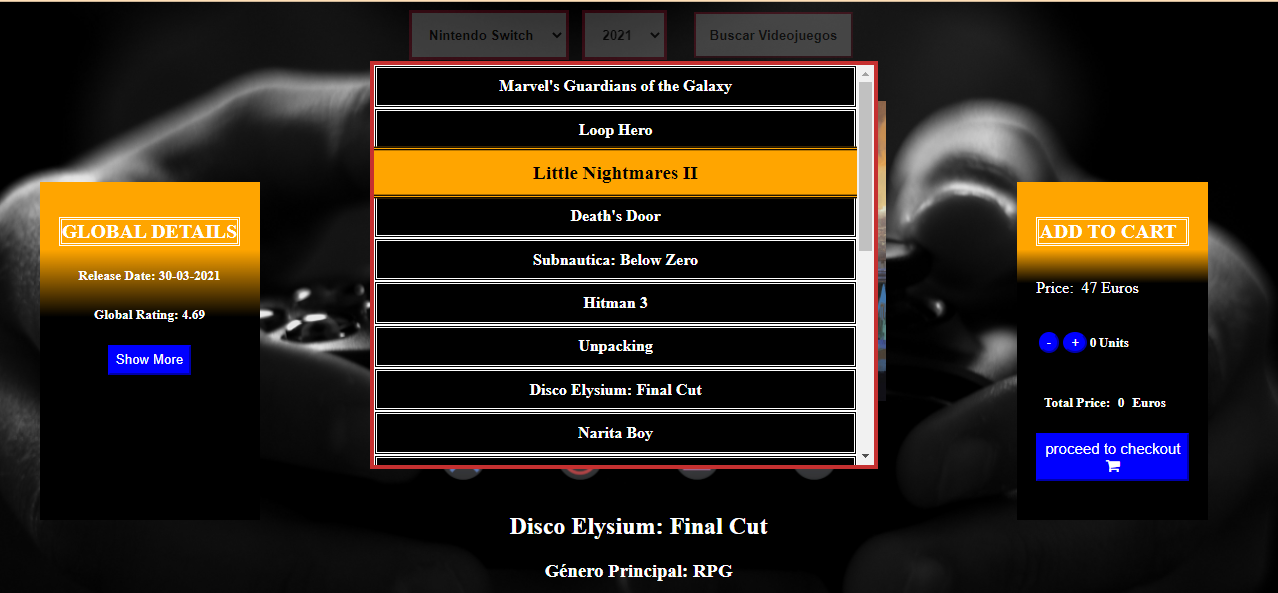 Nintendo Switch
2021
Buscar Videojuegos
Marvel's Guardians of the Galaxy
Loop Hero
Little Nightmares II
Death's Door
Subnautica: Below Zero
Hitman 3
Unpacking
Disco Elysium: Final Cut
Narita Boy
GLOBAL DETAILS
Release Date: 30-03-2021
Global Rating: 4.69
Show More
ADD TO CART
Price: 47 Euros
- + 0 Units
Total Price: 0 Euros
proceed to checkout
Disco Elysium: Final Cut
Género Principal: RPG